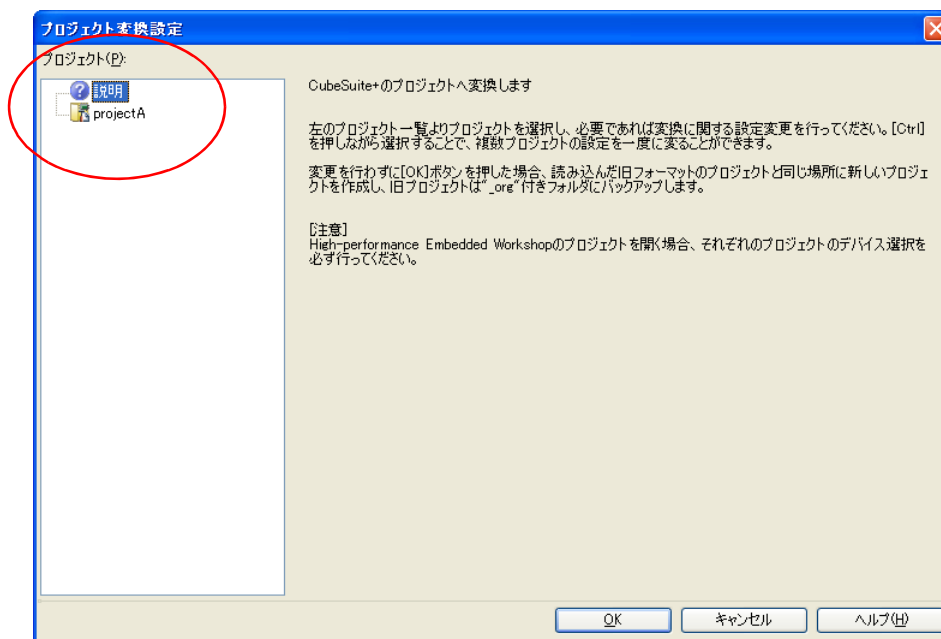 プロジェクト変換設定
プロジェクト(P):
説明
projectA
CubeSuite+のプロジェクトへ変換します
左のプロジェクト一覧よりプロジェクトを選択し、必要であれば変換に関する設定変更を行ってください。[Ctrl]
を押しながら選択することで、複数プロジェクトの設定を一度に変ることができます。
変更を行わずに[OK]ボタンを押した場合、読み込んだ旧フォーマットのプロジェクトと同じ場所に新しいプロジェ
クトを作成し、旧プロジェクトは"_org"付きフォルダにバックアップします。
[注意]
High-performance Embedded Workshopのプロジェクトを開く場合、それぞれのプロジェクトのデバイス選択を
必ず行ってください。
OK
キャンセル
ヘルプ(H)